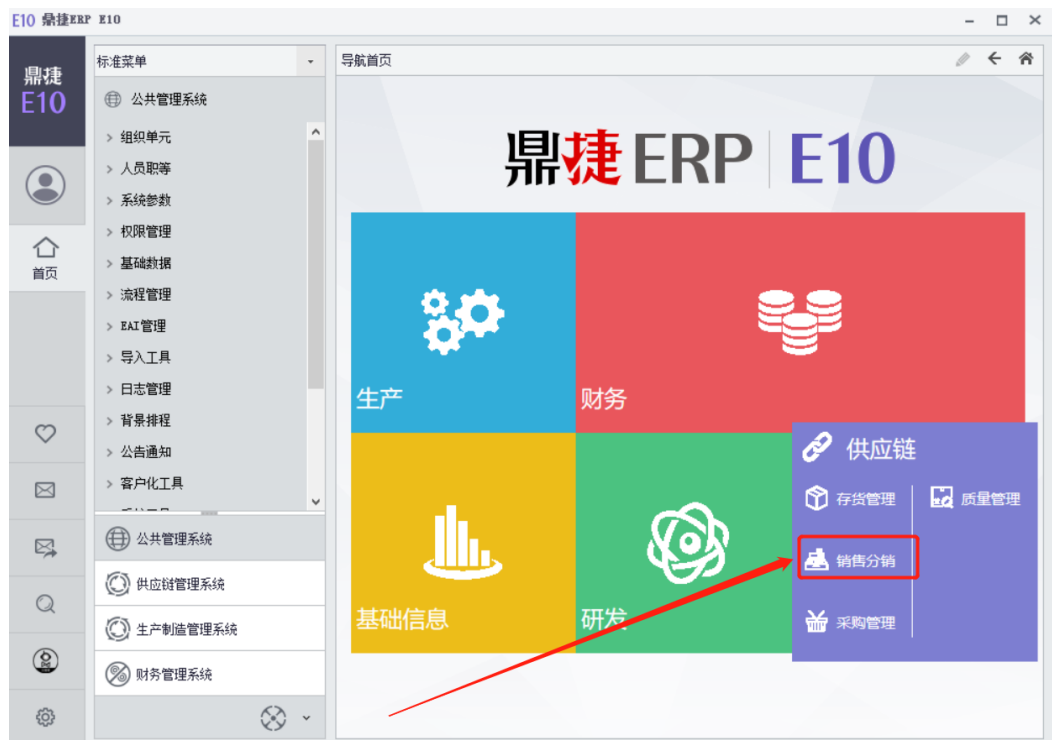 E10 鼎捷ERP E10
鼎捷
E10
首页
标准菜单
公共管理系统
组织单元
人员职等
系统参数
权限管理
基础数据
流程管理
EAI管理
导入工具
日志管理
背景排程
公告通知
客户化工具
公共管理系统
供应链管理系统
生产制造管理系统
财务管理系统
导航首页
鼎捷ERP E10
生产
财务
基础信息
研发
供应链
存货管理
质量管理
销售分销
采购管理